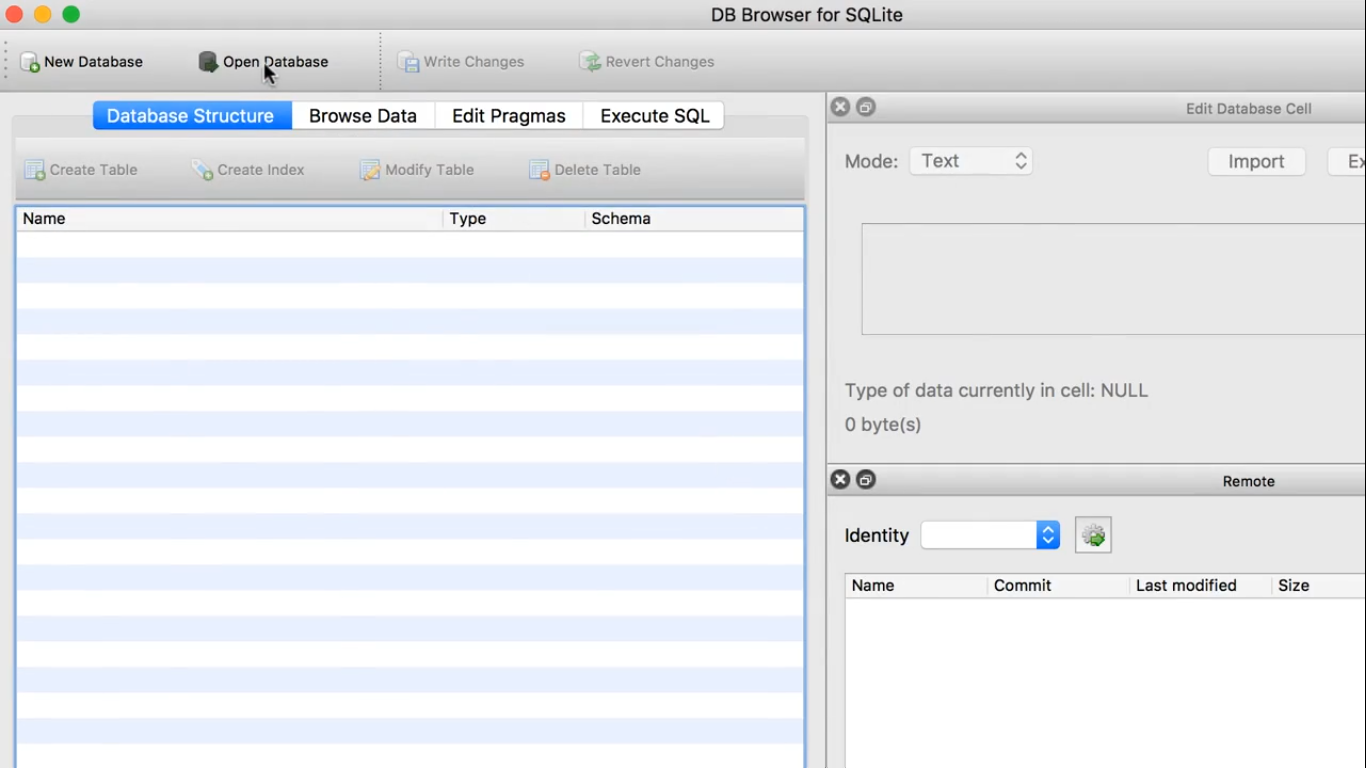 DB Browser for SQLite
New Database Open Database Write Changes Revert Changes
Database Structure Browse Data Edit Pragmas Execute SQL
Create Table Create Index Modify Table Delete Table
Name Type Schema
Edit Database Cell
Mode: Text Import Ex
Type of data currently in cell: NULL
0 byte(s)
Remote
Identity
Name Commit Last modified Size